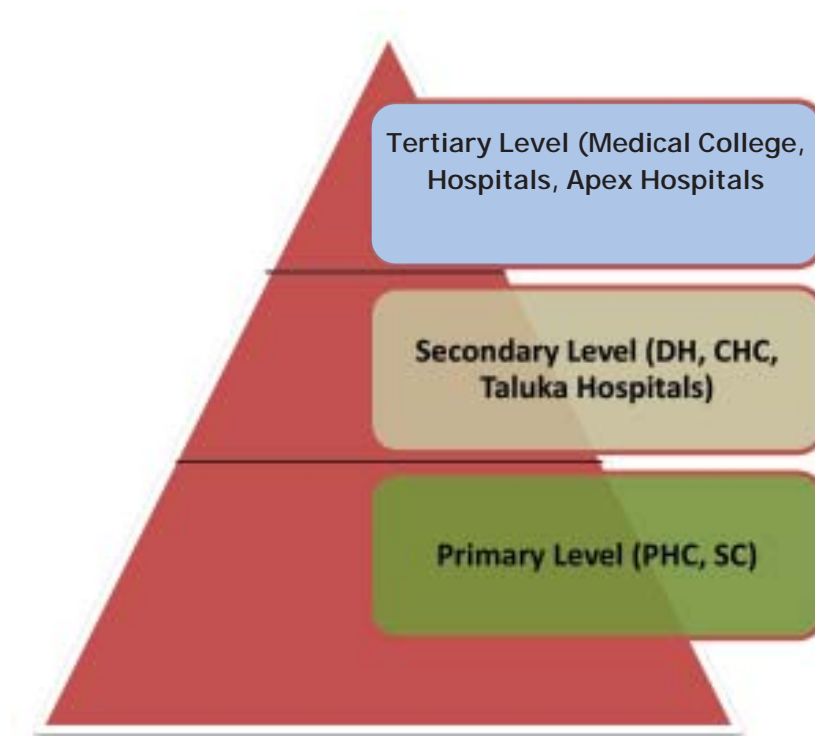 Tertiary Level (Medical College,
Hospitals, Apex Hospitals
Secondary Level (DH, CHC,
Taluka Hospitals)
Primary Level (PHC, SC)